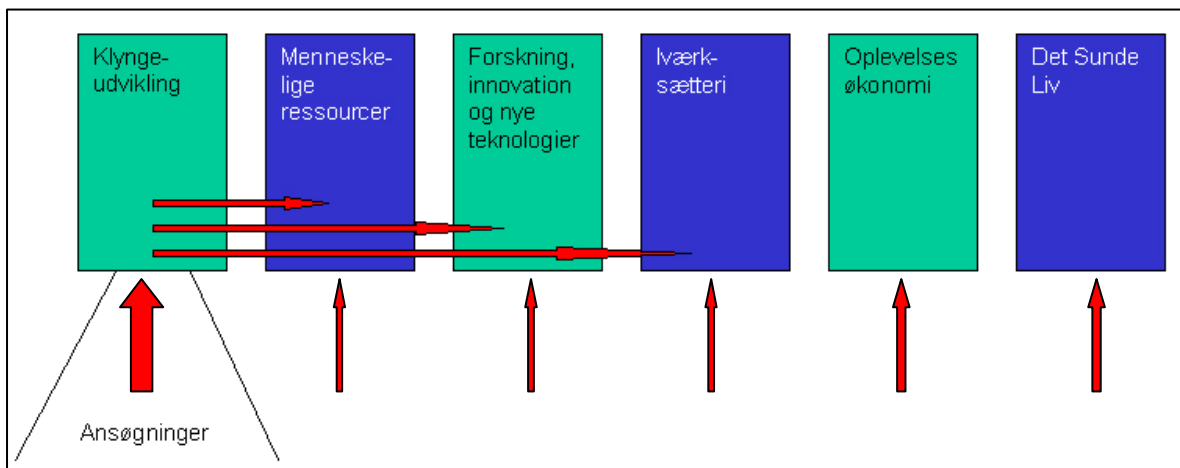 Klynge-
udvikling
Menneske-
lige
ressourcer
Forskning,
innovation
og nye
teknologier
Iværk-
sætteri
Oplevelses
økonomi
Det Sunde
Liv
Ansøgninger